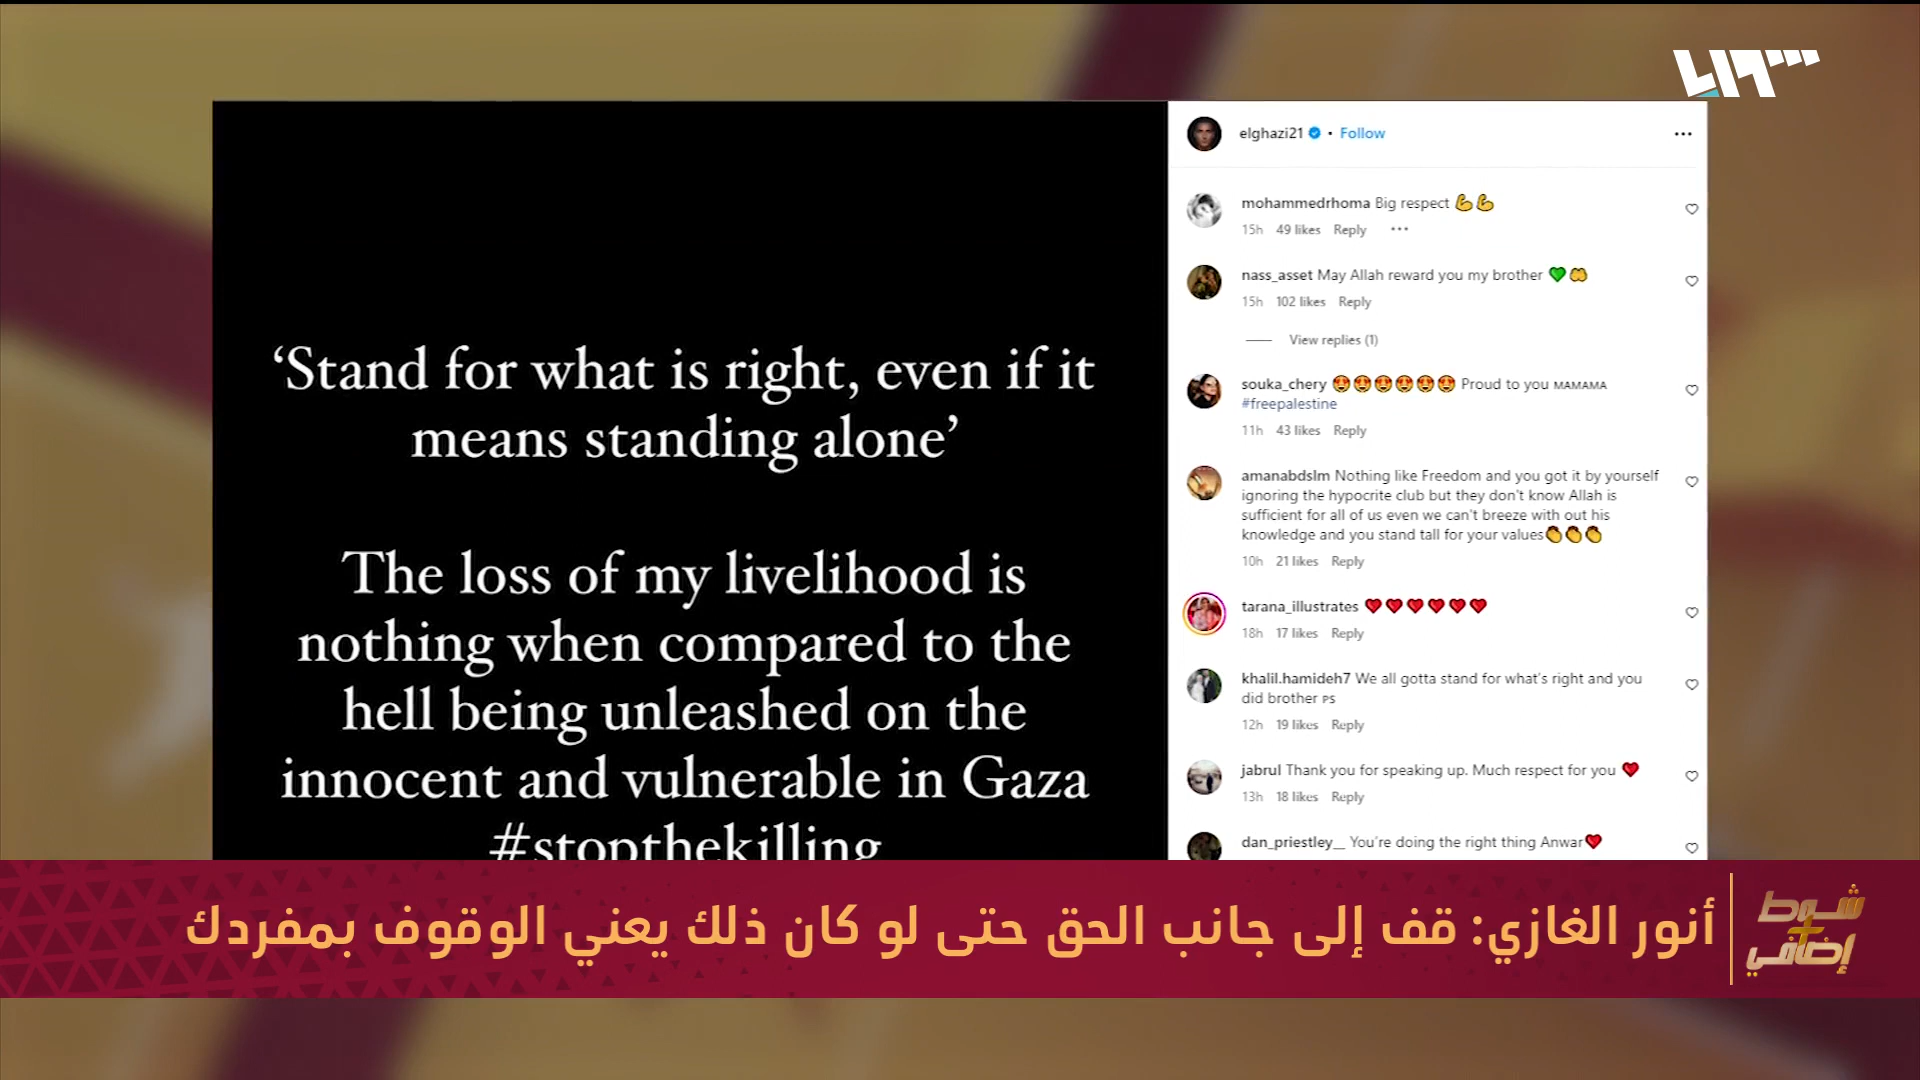 سوريا
‘Stand for what is right, even if it
means standing alone’
The loss of my livelihood is
nothing when compared to the
hell being unleashed on the
innocent and vulnerable in Gaza
#stopthekilling
elghazi21 • Follow
mohammedrhoma Big respect 💪💪
15h 49 likes Reply
nass_asset May Allah reward you my brother 💚🤲
15h 102 likes Reply
View replies (1)
souka_chery 😍😍😍😍😍😍 Proud to you ᴍᴀᴍᴀᴍᴀ
#freepalestine
11h 43 likes Reply
amanabdslm Nothing like Freedom and you got it by yourself
ignoring the hypocrite club but they don't know Allah is
sufficient for all of us even we can't breeze with out his
knowledge and you stand tall for your values👏👏👏
10h 21 likes Reply
tarana_illustrates ❤❤❤❤❤❤
18h 17 likes Reply
khalil.hamideh7 We all gotta stand for what's right and you
did brother ᴘs
12h 19 likes Reply
jabrul Thank you for speaking up. Much respect for you ❤
13h 18 likes Reply
dan_priestley__ You're doing the right thing Anwar❤
شوط
+
إضافي
أنور الغازي: قف إلى جانب الحق حتى لو كان ذلك يعني الوقوف بمفردك